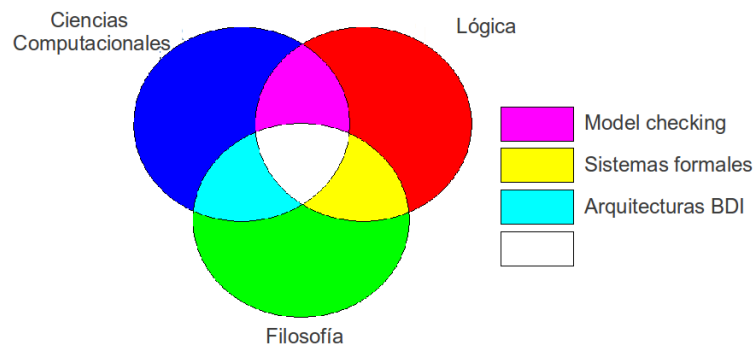 Ciencias
Computacionales
Lógica
Model checking
Sistemas formales
Arquitecturas BDI
Filosofía